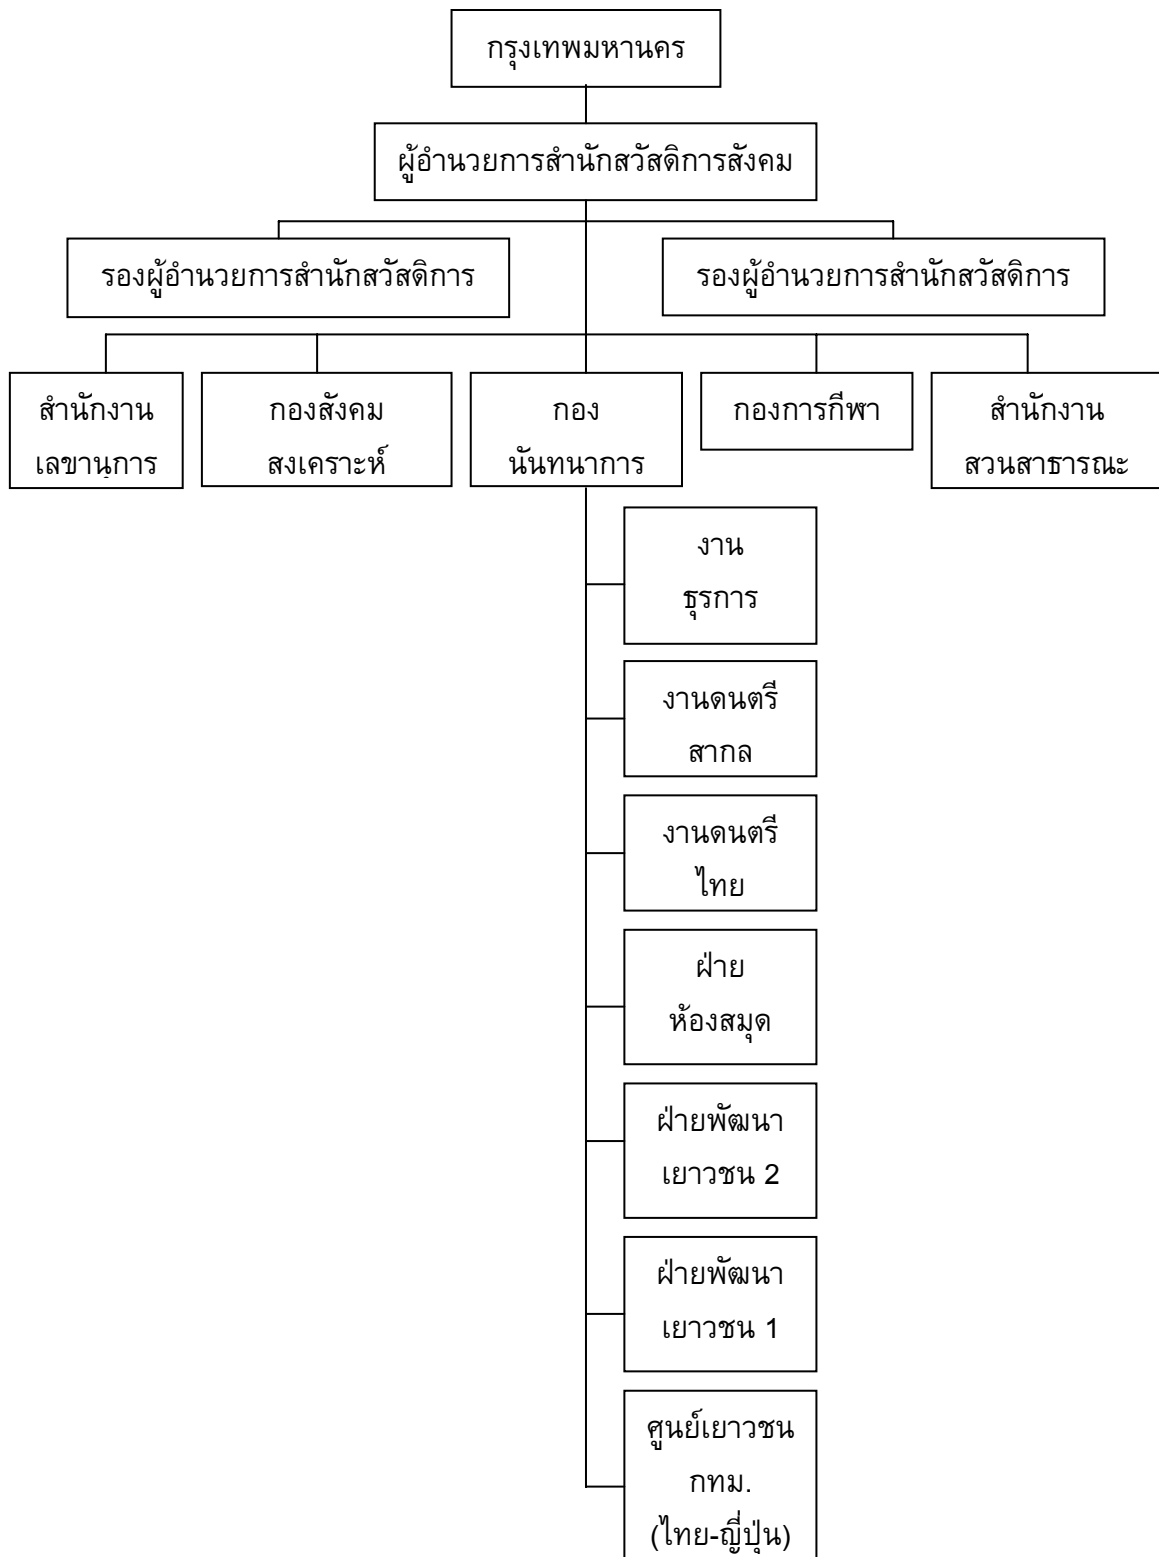 กรุงเทพมหานคร
ผู้อำนวยการสำนักสวัสดิการสังคม
รองผู้อำนวยการสำนักสวัสดิการ
รองผู้อำนวยการสำนักสวัสดิการ
สำนักงาน
เลขานุการ
กองสังคม
สงเคราะห์
กอง
นันทนาการ
กองการกีฬา
สำนักงาน
สวนสาธารณะ
งาน
ธุรการ
งานดนตรี
สากล
งานดนตรี
ไทย
ฝ่าย
ห้องสมุด
ฝ่ายพัฒนา
เยาวชน 2
ฝ่ายพัฒนา
เยาวชน 1
ศูนย์เยาวชน
กทม.
(ไทย-ญี่ปุ่น)